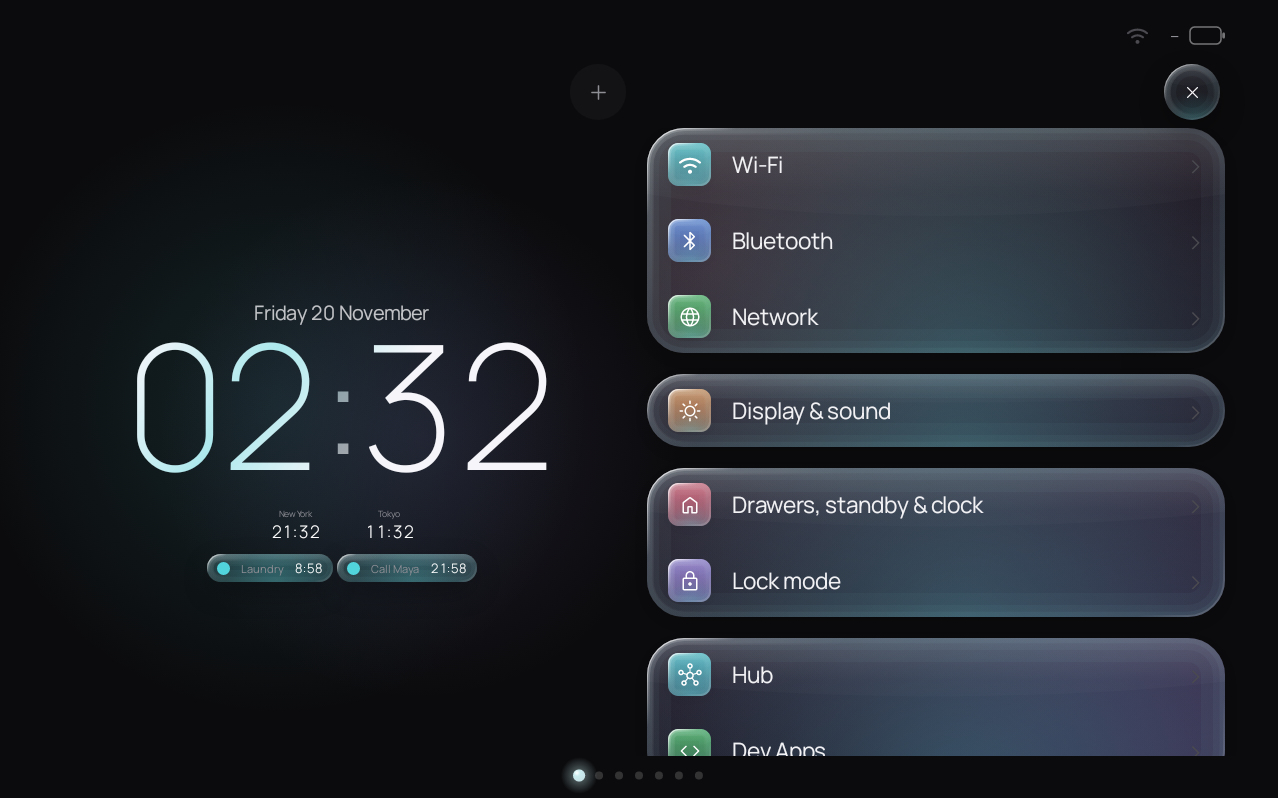 –
Friday 20 November
02:32
New York
21:32
Tokyo
11:32
Laundry 8:58
Call Maya 21:58
Wi-Fi
Bluetooth
Network
Display & sound
Drawers, standby & clock
Lock mode
Hub
Dev Apps